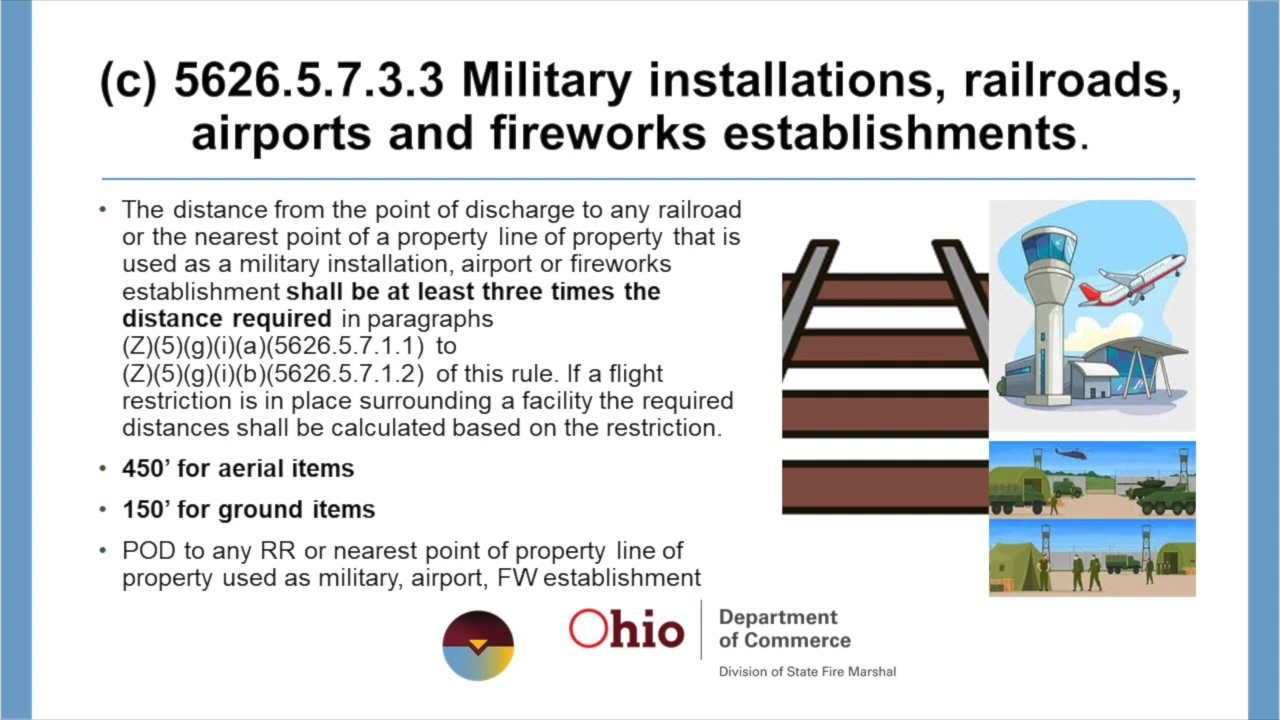 (c) 5626.5.7.3.3 Military installations, railroads,
airports and fireworks establishments.
• The distance from the point of discharge to any railroad
or the nearest point of a property line of property that is
used as a military installation, airport or fireworks
establishment shall be at least three times the
distance required in paragraphs
(Z)(5)(g)(i)(a)(5626.5.7.1.1) to
(Z)(5)(g)(i)(b)(5626.5.7.1.2) of this rule. If a flight
restriction is in place surrounding a facility the required
distances shall be calculated based on the restriction.
• 450’ for aerial items
• 150’ for ground items
• POD to any RR or nearest point of property line of
property used as military, airport, FW establishment
Ohio
Department
of Commerce
Division of State Fire Marshal